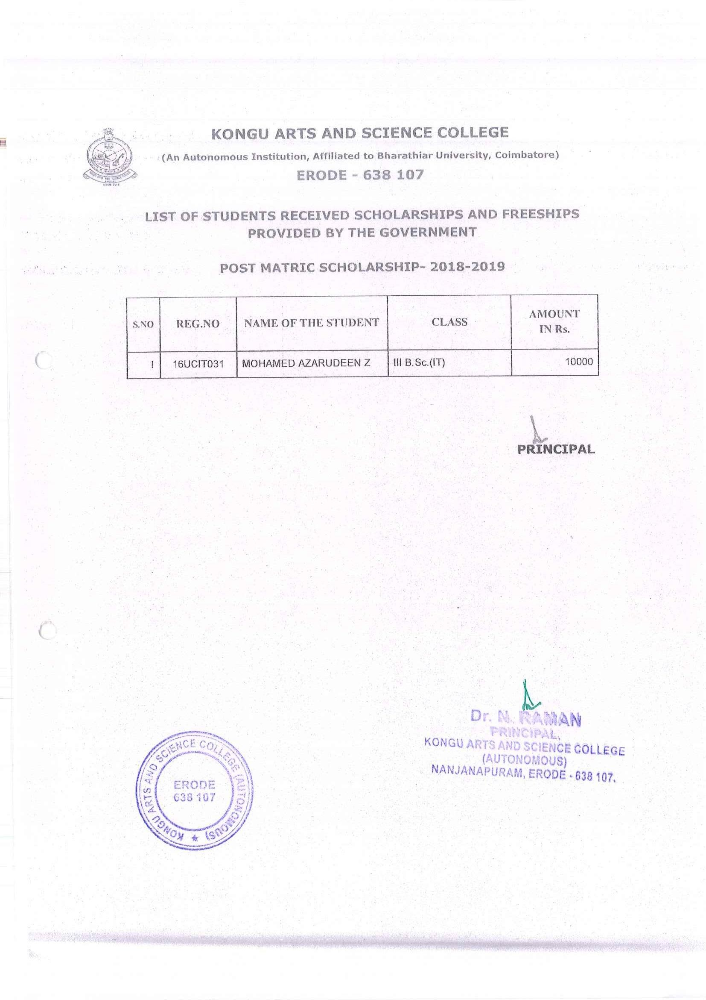 KONGU ARTS AND SCIENCE COLLEGE
(An Autonomous Institution, Affiliated to Bharathiar University, Coimbatore)
ERODE - 638 107
LIST OF STUDENTS RECEIVED SCHOLARSHIPS AND FREESHIPS
PROVIDED BY THE GOVERNMENT
POST MATRIC SCHOLARSHIP- 2018-2019
S.NO REG.NO NAME OF THE STUDENT CLASS AMOUNT IN Rs.
1 16UCIT031 MOHAMED AZARUDEEN Z III B.Sc.(IT) 10000
PRINCIPAL
Dr. N. RAMAN
PRINCIPAL,
KONGU ARTS AND SCIENCE COLLEGE
(AUTONOMOUS)
NANJANAPURAM, ERODE - 638 107.
KONGU ARTS AND SCIENCE COLLEGE (AUTONOMOUS) ★
ERODE
638 107